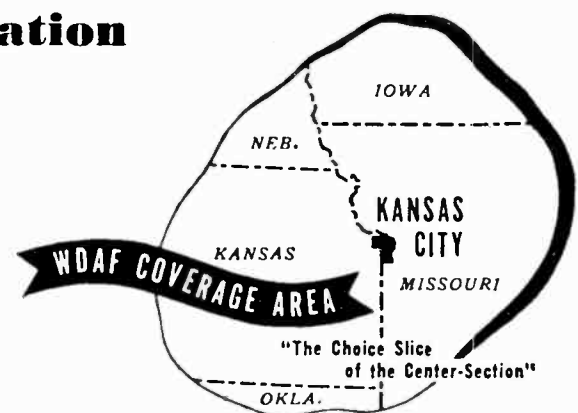 ation
IOWA
NEB.
KANSAS
CITY
KANSAS
MISSOURI
WDAF COVERAGE AREA
"The Choice Slice
of the Center-Section"
OKLA.